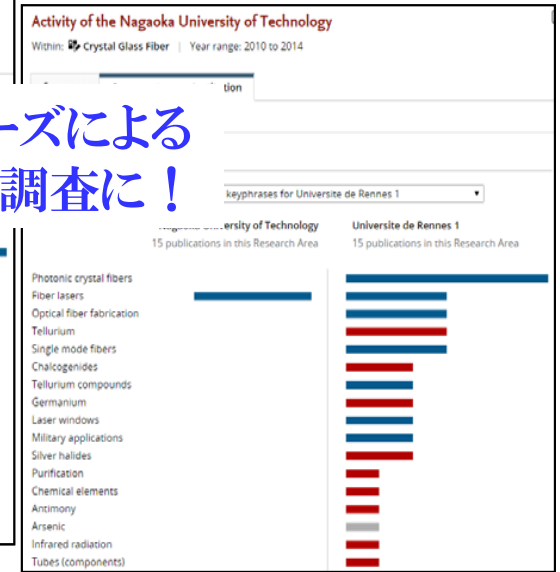 Activity of the Nagaoka University of Technology
Within: Crystal Glass Fiber | Year range: 2010 to 2014
ーズによる
調査に！
keyphrases for Universite de Rennes 1
University of Technology
Universite de Rennes 1
15 publications in this Research Area
15 publications in this Research Area
Photonic crystal fibers
Fiber lasers
Optical fiber fabrication
Tellurium
Single mode fibers
Chalcogenides
Tellurium compounds
Germanium
Laser windows
Military applications
Silver halides
Purification
Chemical elements
Antimony
Arsenic
Infrared radiation
Tubes (components)